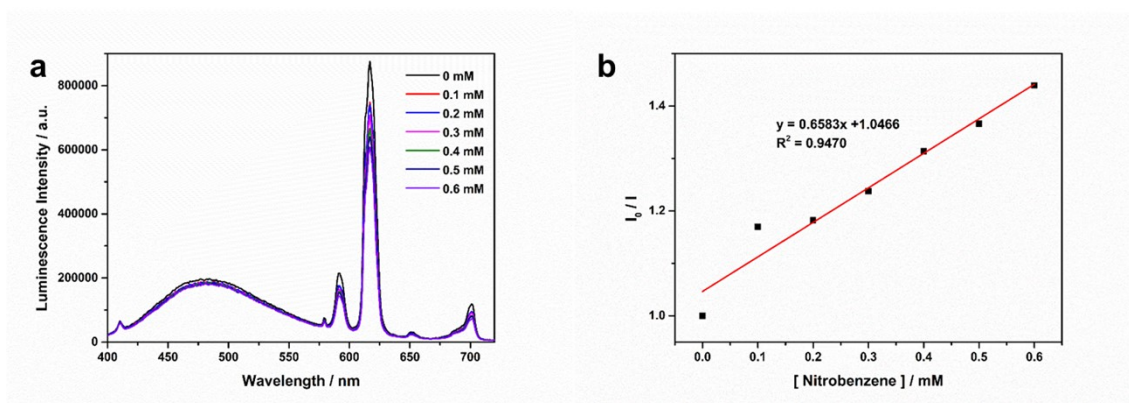 a
Luminescence Intensity / a.u.
800000
600000
400000
200000
0
400 450 500 550 600 650 700
Wavelength / nm
0 mM
0.1 mM
0.2 mM
0.3 mM
0.4 mM
0.5 mM
0.6 mM
b
I₀ / I
1.4
1.2
1.0
0.0 0.1 0.2 0.3 0.4 0.5 0.6
[ Nitrobenzene ] / mM
y = 0.6583x +1.0466
R² = 0.9470